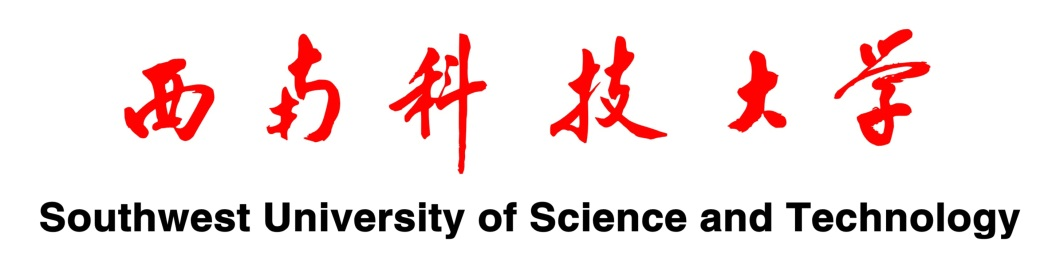 西南科技大学
Southwest University of Science and Technology